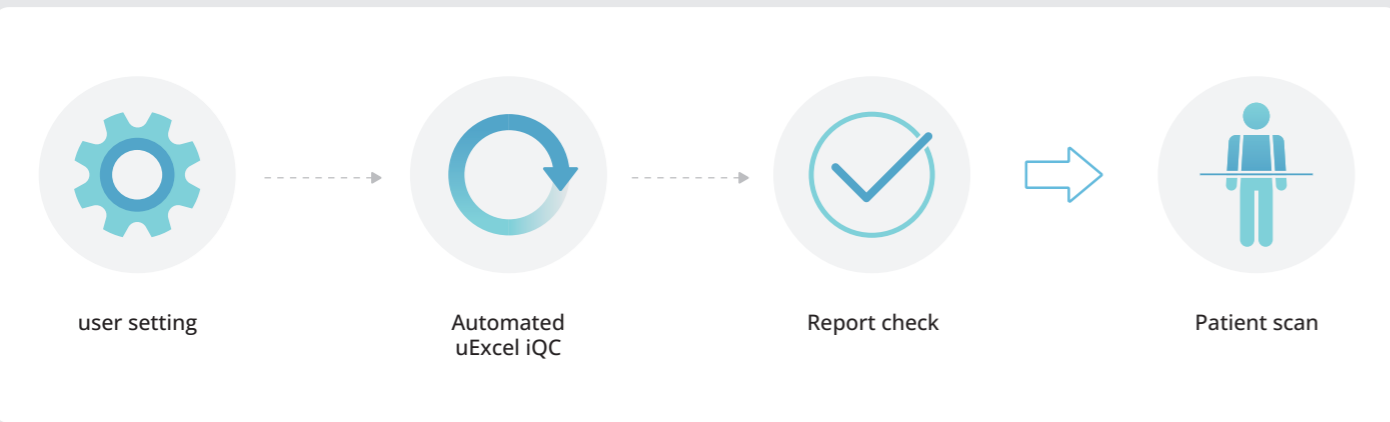 user setting
Automated
uExcel iQC
Report check
Patient scan